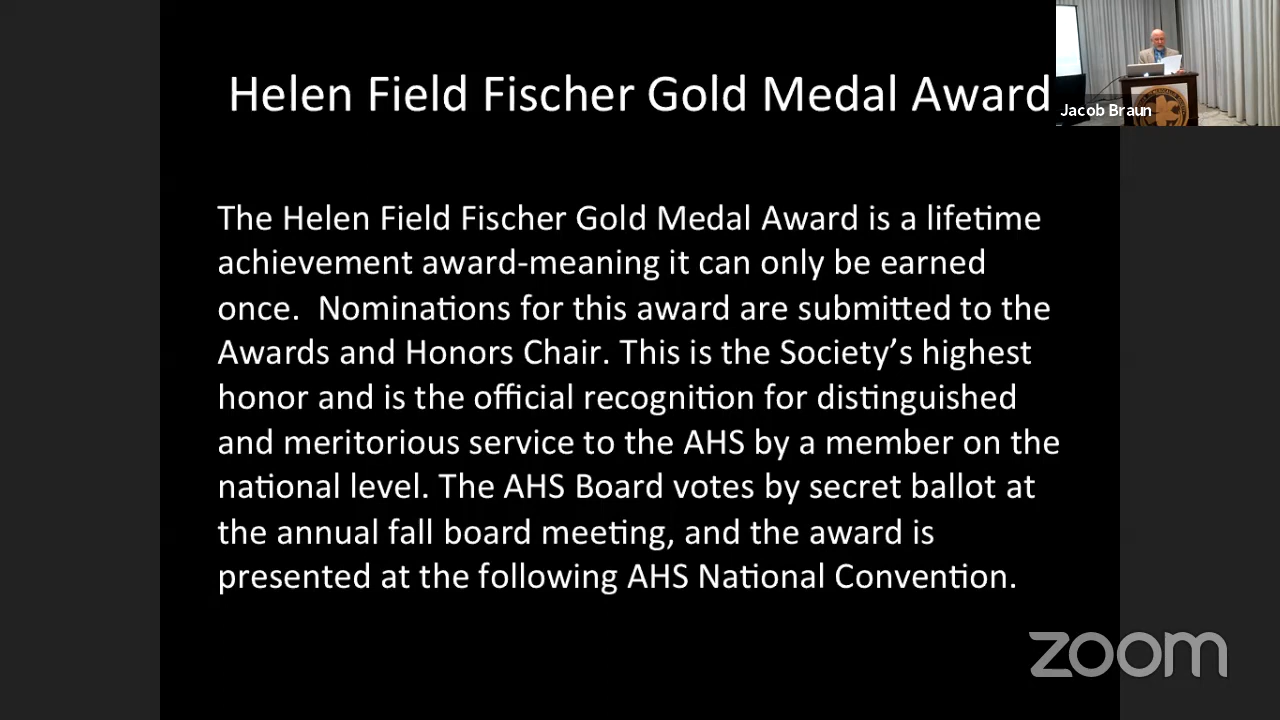 Helen Field Fischer Gold Medal Award
Jacob Braun
The Helen Field Fischer Gold Medal Award is a lifetime
achievement award-meaning it can only be earned
once.  Nominations for this award are submitted to the
Awards and Honors Chair. This is the Society’s highest
honor and is the official recognition for distinguished
and meritorious service to the AHS by a member on the
national level. The AHS Board votes by secret ballot at
the annual fall board meeting, and the award is
presented at the following AHS National Convention.
zoom